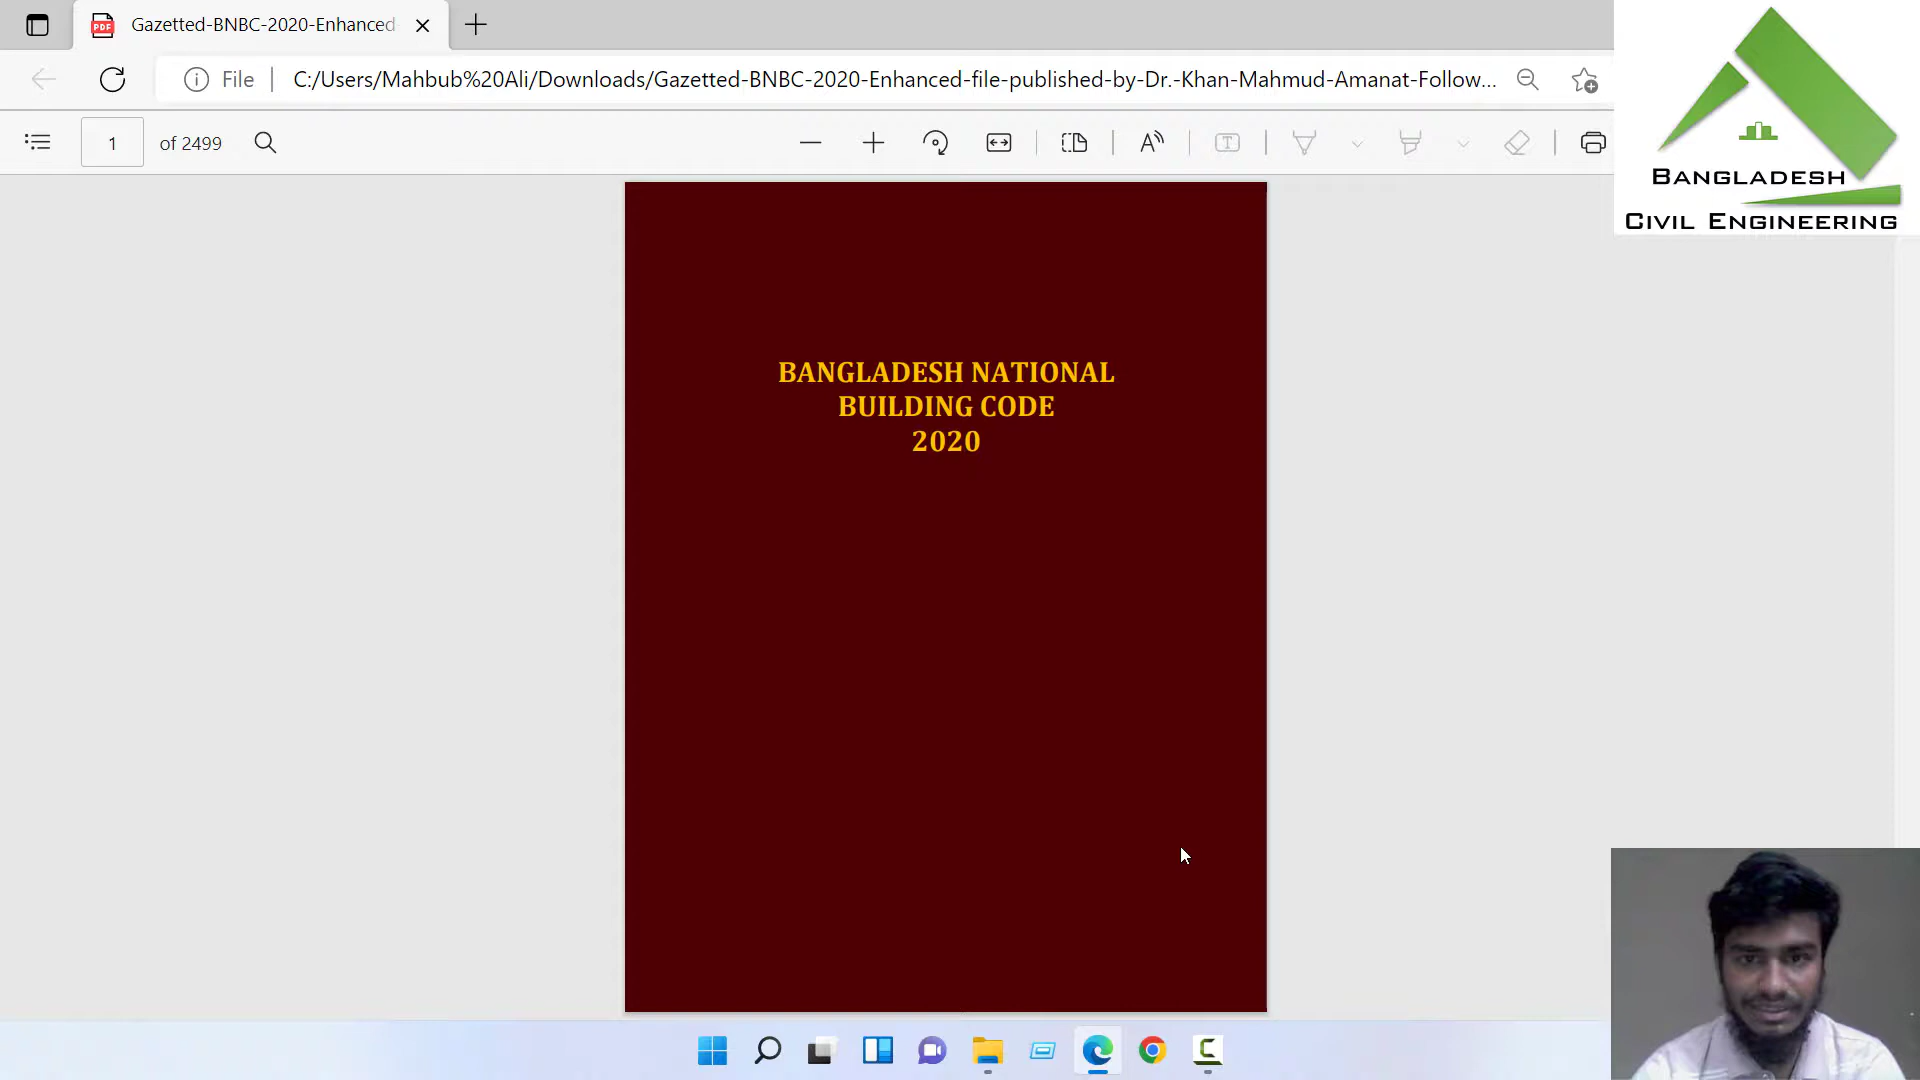 Gazetted-BNBC-2020-Enhanced
File
C:/Users/Mahbub%20Ali/Downloads/Gazetted-BNBC-2020-Enhanced-file-published-by-Dr.-Khan-Mahmud-Amanat-Follow...
1 of 2499
BANGLADESH
CIVIL ENGINEERING
BANGLADESH NATIONAL
BUILDING CODE
2020